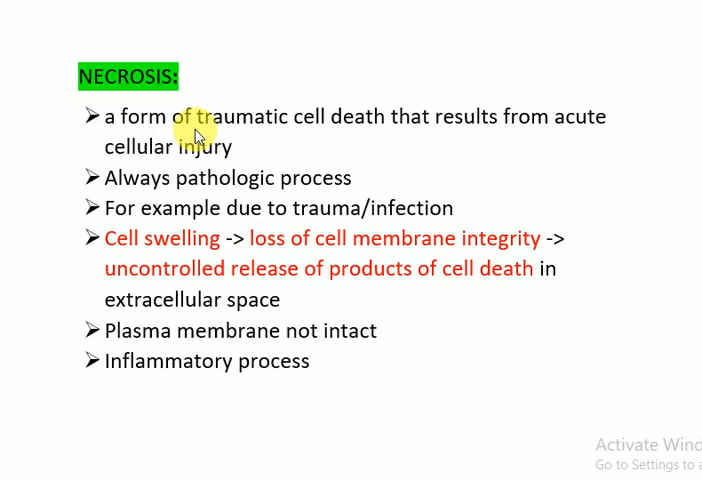 NECROSIS:
➢ a form of traumatic cell death that results from acute
cellular injury
➢ Always pathologic process
➢ For example due to trauma/infection
➢ Cell swelling -> loss of cell membrane integrity ->
uncontrolled release of products of cell death in
extracellular space
➢ Plasma membrane not intact
➢ Inflammatory process
Activate Wind
Go to Settings to a